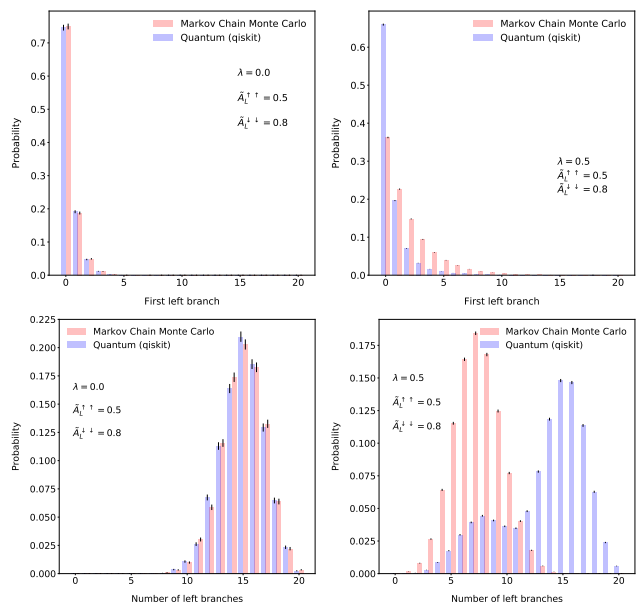 Markov Chain Monte Carlo
Quantum (qiskit)
λ = 0.0
Ã_L^↑↑ = 0.5
Ã_L^↓↓ = 0.8
Probability
0.7
0.6
0.5
0.4
0.3
0.2
0.1
0.0
0 5 10 15 20
First left branch
Markov Chain Monte Carlo
Quantum (qiskit)
λ = 0.5
Ã_L^↑↑ = 0.5
Ã_L^↓↓ = 0.8
Probability
0.6
0.5
0.4
0.3
0.2
0.1
0.0
0 5 10 15 20
First left branch
Markov Chain Monte Carlo
Quantum (qiskit)
λ = 0.0
Ã_L^↑↑ = 0.5
Ã_L^↓↓ = 0.8
Probability
0.225
0.200
0.175
0.150
0.125
0.100
0.075
0.050
0.025
0.000
0 5 10 15 20
Number of left branches
Markov Chain Monte Carlo
Quantum (qiskit)
λ = 0.5
Ã_L^↑↑ = 0.5
Ã_L^↓↓ = 0.8
Probability
0.175
0.150
0.125
0.100
0.075
0.050
0.025
0.000
0 5 10 15 20
Number of left branches